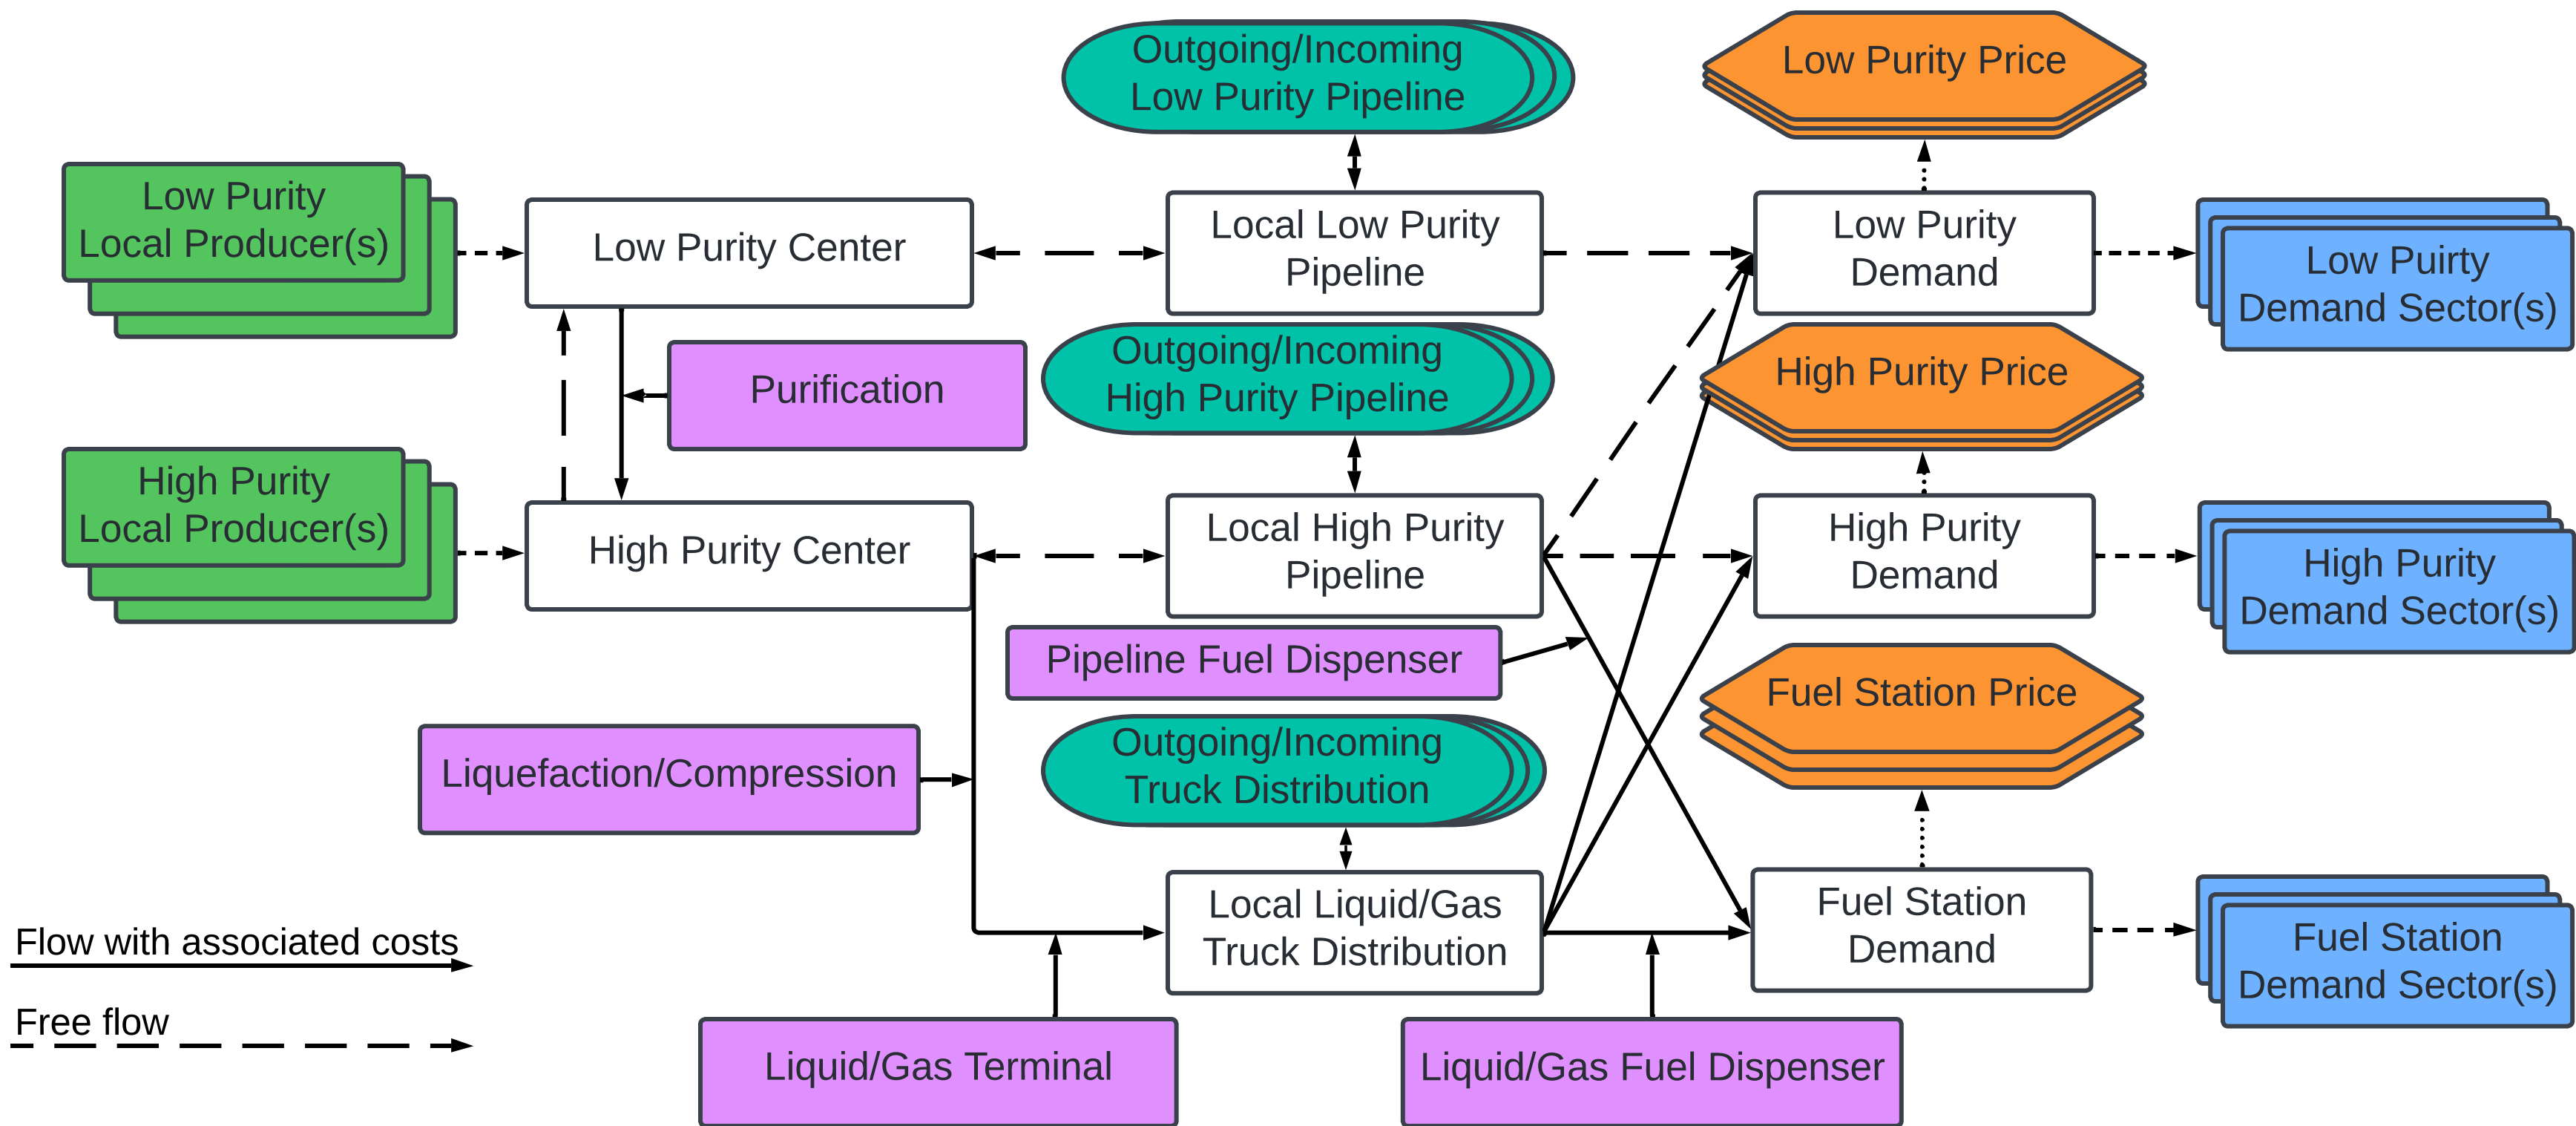 Outgoing/Incoming
Low Purity Pipeline
Low Purity Price
Low Purity
Local Producer(s)
Low Purity Center
Local Low Purity
Pipeline
Low Purity
Demand
Low Puirty
Demand Sector(s)
Purification
Outgoing/Incoming
High Purity Pipeline
High Purity Price
High Purity
Local Producer(s)
High Purity Center
Local High Purity
Pipeline
High Purity
Demand
High Purity
Demand Sector(s)
Pipeline Fuel Dispenser
Fuel Station Price
Liquefaction/Compression
Outgoing/Incoming
Truck Distribution
Local Liquid/Gas
Truck Distribution
Fuel Station
Demand
Fuel Station
Demand Sector(s)
Flow with associated costs
Free flow
Liquid/Gas Terminal
Liquid/Gas Fuel Dispenser